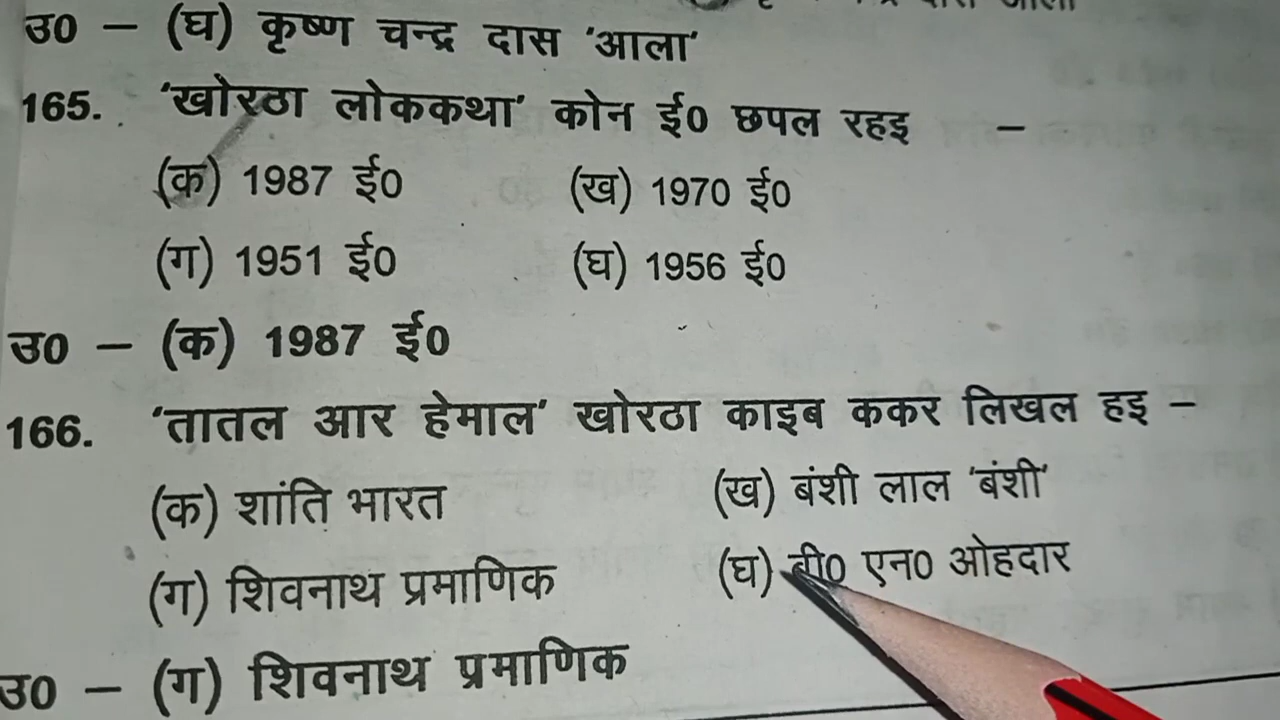 उ0 – (घ) कृष्ण चन्द्र दास 'आला'
165. 'खोरठा लोककथा' कोन ई0 छपल रहइ –
(क) 1987 ई0 (ख) 1970 ई0
(ग) 1951 ई0 (घ) 1956 ई0
उ0 – (क) 1987 ई0
166. 'तातल आर हेमाल' खोरठा काइब ककर लिखल हइ –
(क) शांति भारत (ख) बंशी लाल 'बंशी'
(ग) शिवनाथ प्रमाणिक (घ) बी0 एन0 ओहदार
उ0 – (ग) शिवनाथ प्रमाणिक